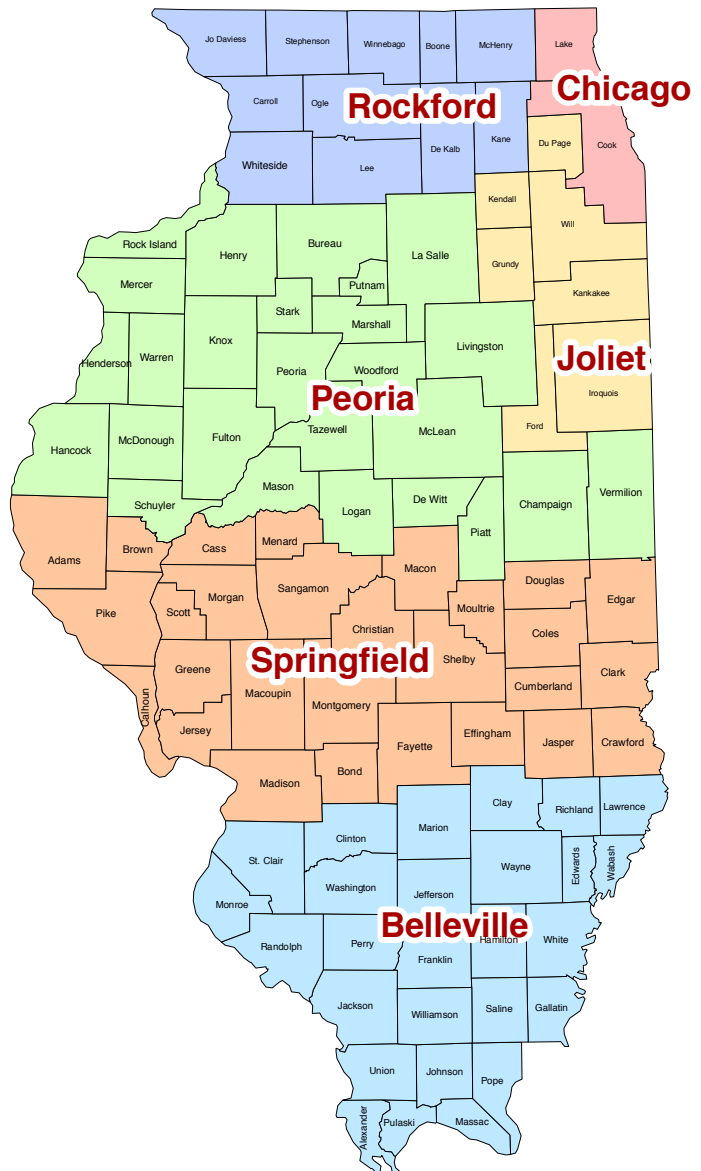 Jo Daviess
Stephenson
Winnebago
Boone
McHenry
Lake
Chicago
Carroll
Ogle
Rockford
Kane
Du Page
Cook
Whiteside
Lee
De Kalb
Kendall
Will
Rock Island
Henry
Bureau
La Salle
Grundy
Mercer
Putnam
Kankakee
Stark
Marshall
Henderson
Warren
Knox
Peoria
Woodford
Livingston
Joliet
Iroquois
Peoria
Hancock
McDonough
Fulton
Tazewell
McLean
Ford
Schuyler
Mason
Logan
De Witt
Piatt
Champaign
Vermilion
Adams
Brown
Cass
Menard
Macon
Douglas
Edgar
Pike
Scott
Morgan
Sangamon
Christian
Moultrie
Coles
Greene
Springfield
Shelby
Cumberland
Clark
Calhoun
Jersey
Macoupin
Montgomery
Fayette
Effingham
Jasper
Crawford
Madison
Bond
Clay
Richland
Lawrence
St. Clair
Clinton
Marion
Wayne
Edwards
Wabash
Monroe
Washington
Jefferson
Belleville
Hamilton
White
Randolph
Perry
Franklin
Jackson
Williamson
Saline
Gallatin
Union
Johnson
Pope
Alexander
Pulaski
Massac